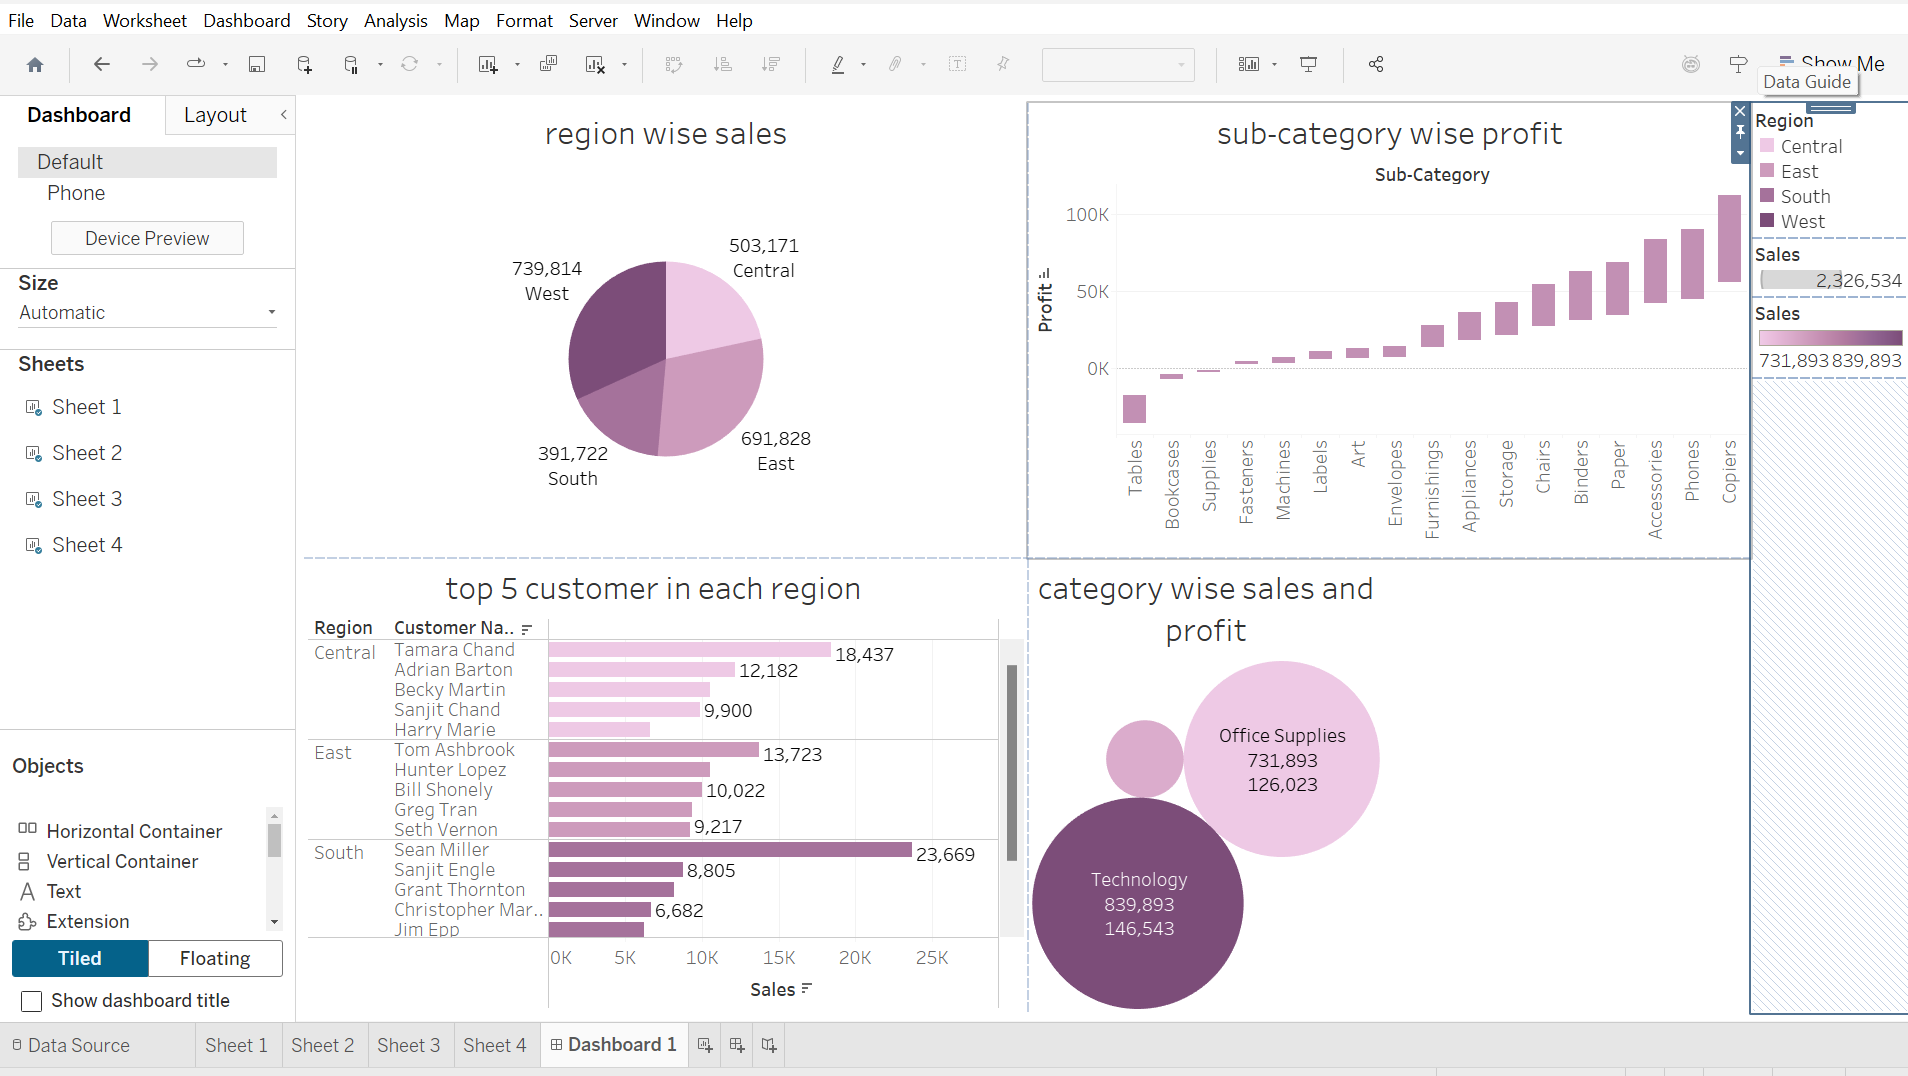 File Data Worksheet Dashboard Story Analysis Map Format Server Window Help
Show Me
Data Guide
Dashboard Layout
Default
Phone
Device Preview
Size
Automatic
Sheets
Sheet 1
Sheet 2
Sheet 3
Sheet 4
Objects
Horizontal Container
Vertical Container
Text
Extension
Tiled Floating
Show dashboard title
region wise sales
503,171
Central
739,814
West
691,828
East
391,722
South
sub-category wise profit
Sub-Category
Profit
100K
50K
0K
Tables
Bookcases
Supplies
Fasteners
Machines
Labels
Art
Envelopes
Furnishings
Appliances
Storage
Chairs
Binders
Paper
Accessories
Phones
Copiers
Region
Central
East
South
West
Sales
2,326,534
Sales
731,893 839,893
top 5 customer in each region
Region Customer Na..
Central Tamara Chand 18,437
Adrian Barton 12,182
Becky Martin
Sanjit Chand 9,900
Harry Marie
East Tom Ashbrook 13,723
Hunter Lopez
Bill Shonely 10,022
Greg Tran
Seth Vernon 9,217
South Sean Miller 23,669
Sanjit Engle 8,805
Grant Thornton
Christopher Mar.. 6,682
Jim Epp
0K 5K 10K 15K 20K 25K
Sales
category wise sales and
profit
Office Supplies
731,893
126,023
Technology
839,893
146,543
Data Source Sheet 1 Sheet 2 Sheet 3 Sheet 4 Dashboard 1